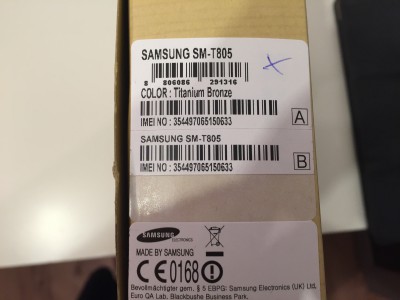 SAMSUNG SM-T805
8 806086 291316
COLOR : Titanium Bronze
IMEI NO : 354497065150633
A
SAMSUNG SM-T805
IMEI NO : 354497065150633
B
SAMSUNG
ELECTRONICS
MADE BY SAMSUNG
CE0168
Bevollmächtigter gem. § 5 EBPG: Samsung Electronics (UK) Ltd.
Euro QA Lab. Blackbushe Business Park.